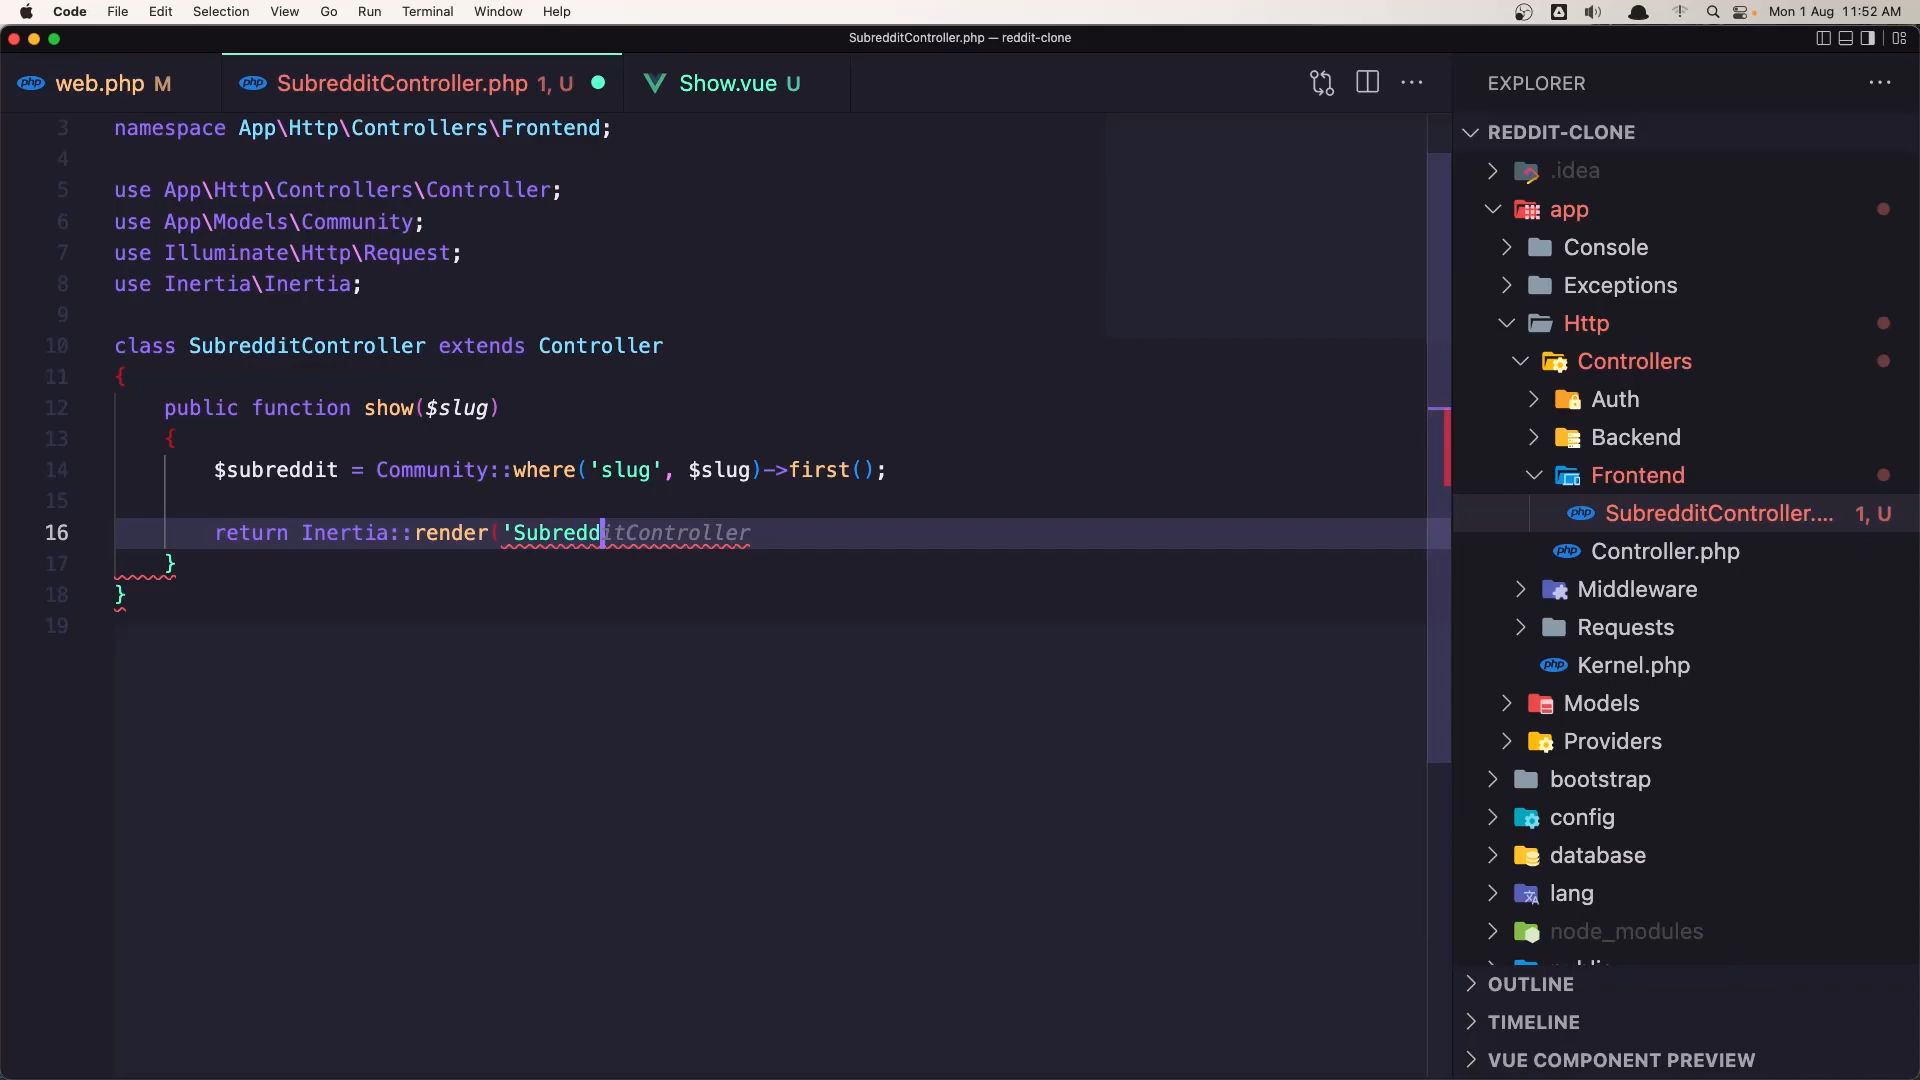 Code File Edit Selection View Go Run Terminal Window Help Mon 1 Aug 11:52 AM
SubredditController.php — reddit-clone
php web.php M php SubredditController.php 1, U Show.vue U
3 namespace App\Http\Controllers\Frontend;
4
5 use App\Http\Controllers\Controller;
6 use App\Models\Community;
7 use Illuminate\Http\Request;
8 use Inertia\Inertia;
9
10 class SubredditController extends Controller
11 {
12 public function show($slug)
13 {
14 $subreddit = Community::where('slug', $slug)->first();
15
16 return Inertia::render('SubredditController
17 }
18 }
19
EXPLORER
REDDIT-CLONE
.idea
app
Console
Exceptions
Http
Controllers
Auth
Backend
Frontend
php SubredditController.... 1, U
php Controller.php
Middleware
Requests
php Kernel.php
Models
Providers
bootstrap
config
database
lang
node_modules
OUTLINE
TIMELINE
VUE COMPONENT PREVIEW